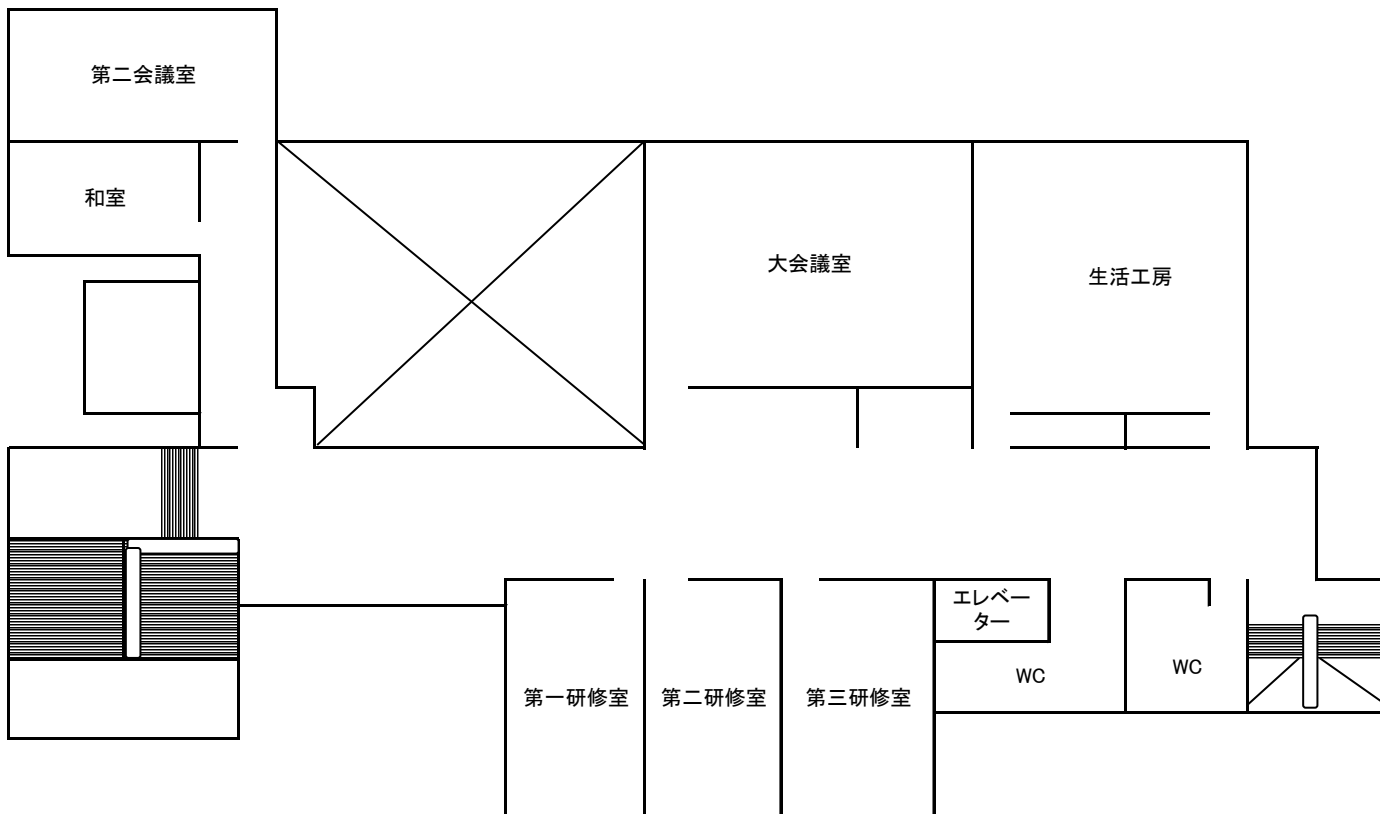 第二会議室
和室
大会議室
生活工房
エレベー
ター
WC
WC
第一研修室
第二研修室
第三研修室